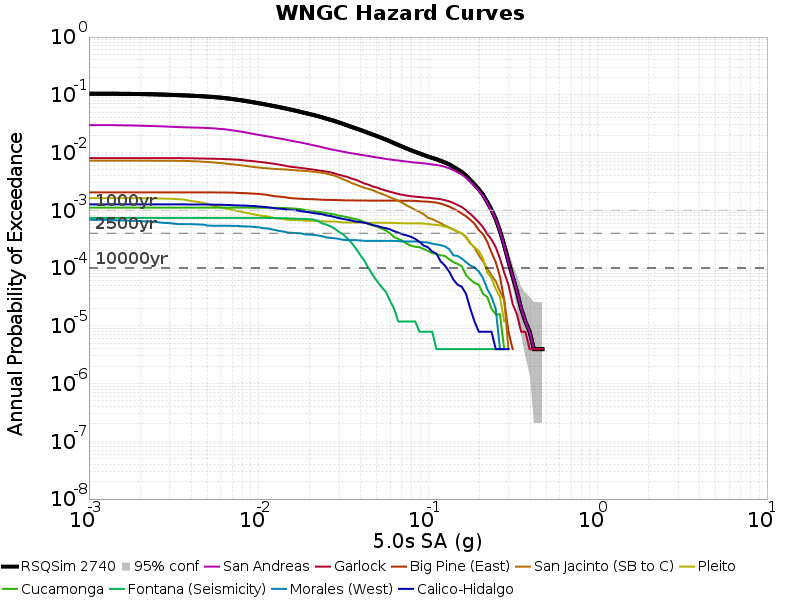 WNGC Hazard Curves
Annual Probability of Exceedance
10^0
10^-1
10^-2
10^-3
10^-4
10^-5
10^-6
10^-7
10^-8
1000yr
2500yr
10000yr
10^-3 10^-2 10^-1 10^0 10^1
5.0s SA (g)
RSQSim 2740 95% conf San Andreas Garlock Big Pine (East) San Jacinto (SB to C) Pleito
Cucamonga Fontana (Seismicity) Morales (West) Calico-Hidalgo